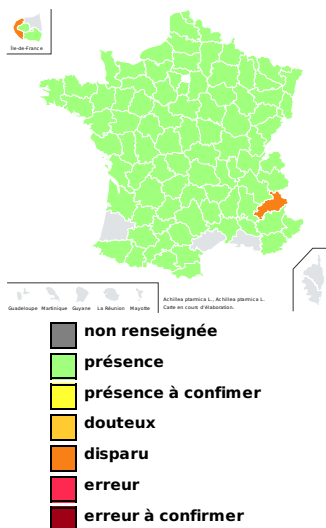 Île-de-France
Guadeloupe Martinique Guyane La Réunion Mayotte
Achillea ptarmica L., Achillea ptarmica L.
Carte en cours d'élaboration.
non renseignée
présence
présence à confimer
douteux
disparu
erreur
erreur à confirmer